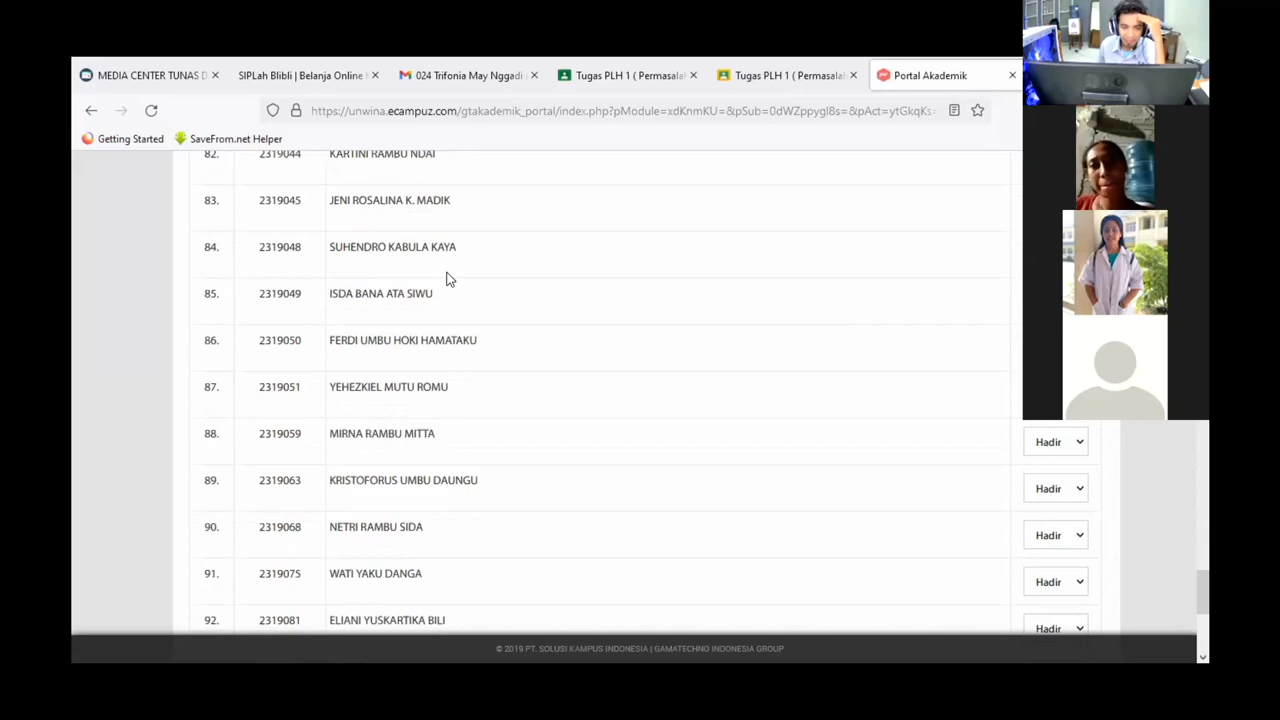 MEDIA CENTER TUNAS D
SIPLah Blibli | Belanja Online
024 Trifonia May Nggadi
Tugas PLH 1 ( Permasala
Tugas PLH 1 ( Permasala
Portal Akademik
https://unwina.ecampuz.com/gtakademik_portal/index.php?pModule=xdKnmKU=&pSub=0dWZppygl8s=&pAct=ytGkqKs=
Getting Started SaveFrom.net Helper
82. 2319044 KARTINI RAMBU NDAI
83. 2319045 JENI ROSALINA K. MADIK
84. 2319048 SUHENDRO KABULA KAYA
85. 2319049 ISDA BANA ATA SIWU
86. 2319050 FERDI UMBU HOKI HAMATAKU
87. 2319051 YEHEZKIEL MUTU ROMU
88. 2319059 MIRNA RAMBU MITTA Hadir
89. 2319063 KRISTOFORUS UMBU DAUNGU Hadir
90. 2319068 NETRI RAMBU SIDA Hadir
91. 2319075 WATI YAKU DANGA Hadir
92. 2319081 ELIANI YUSKARTIKA BILI Hadir
© 2019 PT. SOLUSI KAMPUS INDONESIA | GAMATECHNO INDONESIA GROUP